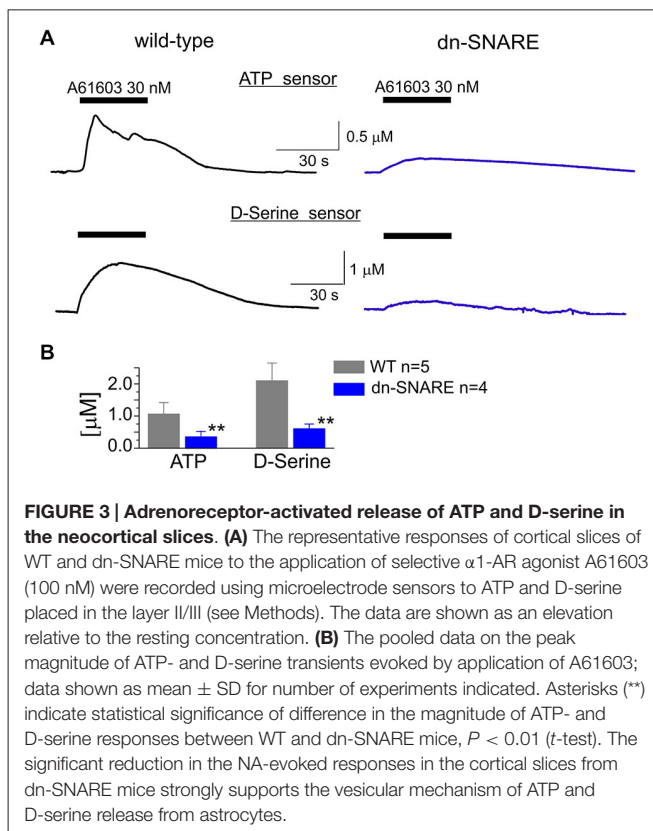 A
wild-type
dn-SNARE
ATP sensor
A61603 30 nM
A61603 30 nM
0.5 µM
30 s
D-Serine sensor
1 µM
30 s
B
[µM]
2.0
1.0
0.0
**
**
ATP
D-Serine
WT n=5
dn-SNARE n=4
FIGURE 3 | Adrenoreceptor-activated release of ATP and D-serine in
the neocortical slices. (A) The representative responses of cortical slices of
WT and dn-SNARE mice to the application of selective α1-AR agonist A61603
(100 nM) were recorded using microelectrode sensors to ATP and D-serine
placed in the layer II/III (see Methods). The data are shown as an elevation
relative to the resting concentration. (B) The pooled data on the peak
magnitude of ATP- and D-serine transients evoked by application of A61603;
data shown as mean ± SD for number of experiments indicated. Asterisks (**)
indicate statistical significance of difference in the magnitude of ATP- and
D-serine responses between WT and dn-SNARE mice, P < 0.01 (t-test). The
significant reduction in the NA-evoked responses in the cortical slices from
dn-SNARE mice strongly supports the vesicular mechanism of ATP and
D-serine release from astrocytes.